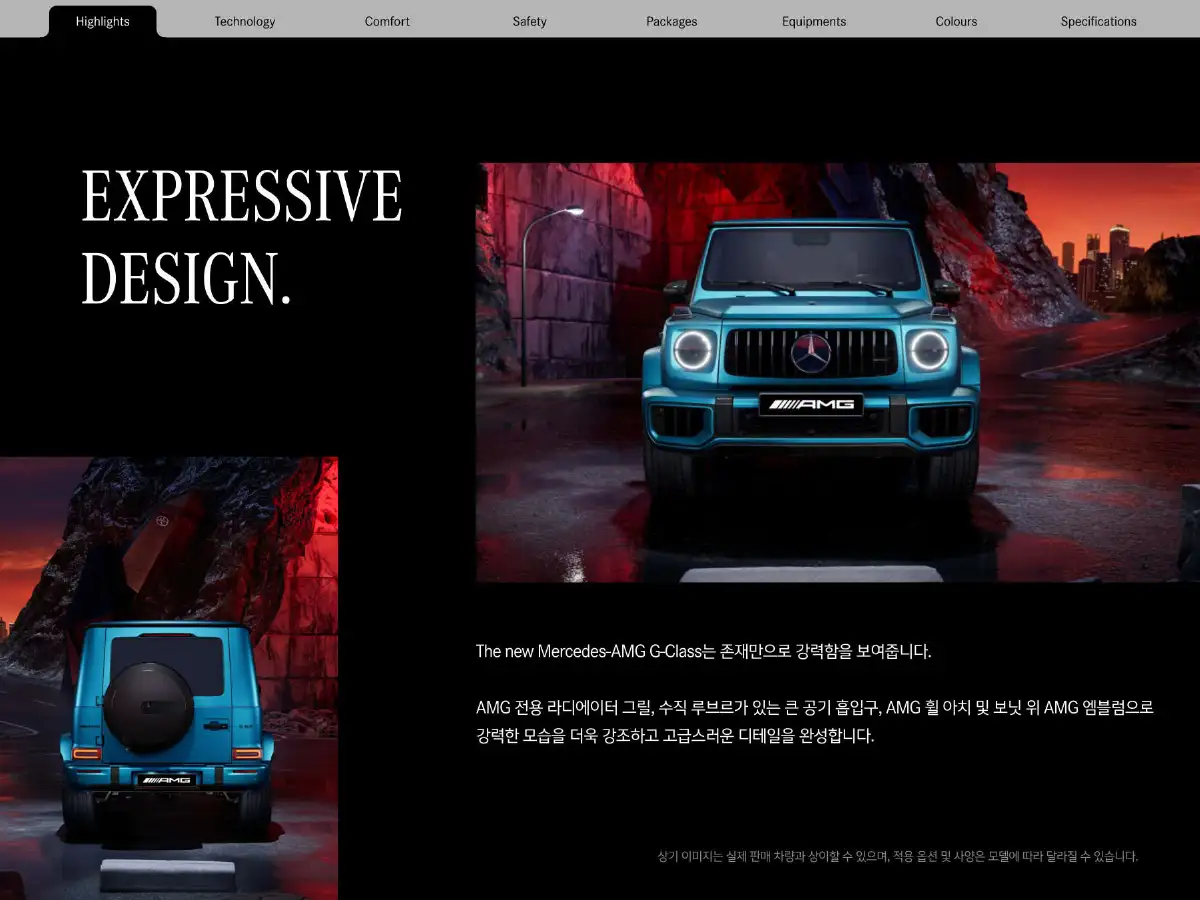 Highlights
Technology
Comfort
Safety
Packages
Equipments
Colours
Specifications
EXPRESSIVE
DESIGN.
AMG
AMG
The new Mercedes-AMG G-Class는 존재만으로 강력함을 보여줍니다.
AMG 전용 라디에이터 그릴, 수직 루브르가 있는 큰 공기 흡입구, AMG 휠 아치 및 보닛 위 AMG 엠블럼으로
강력한 모습을 더욱 강조하고 고급스러운 디테일을 완성합니다.
상기 이미지는 실제 판매 차량과 상이할 수 있으며, 적용 옵션 및 사양은 모델에 따라 달라질 수 있습니다.